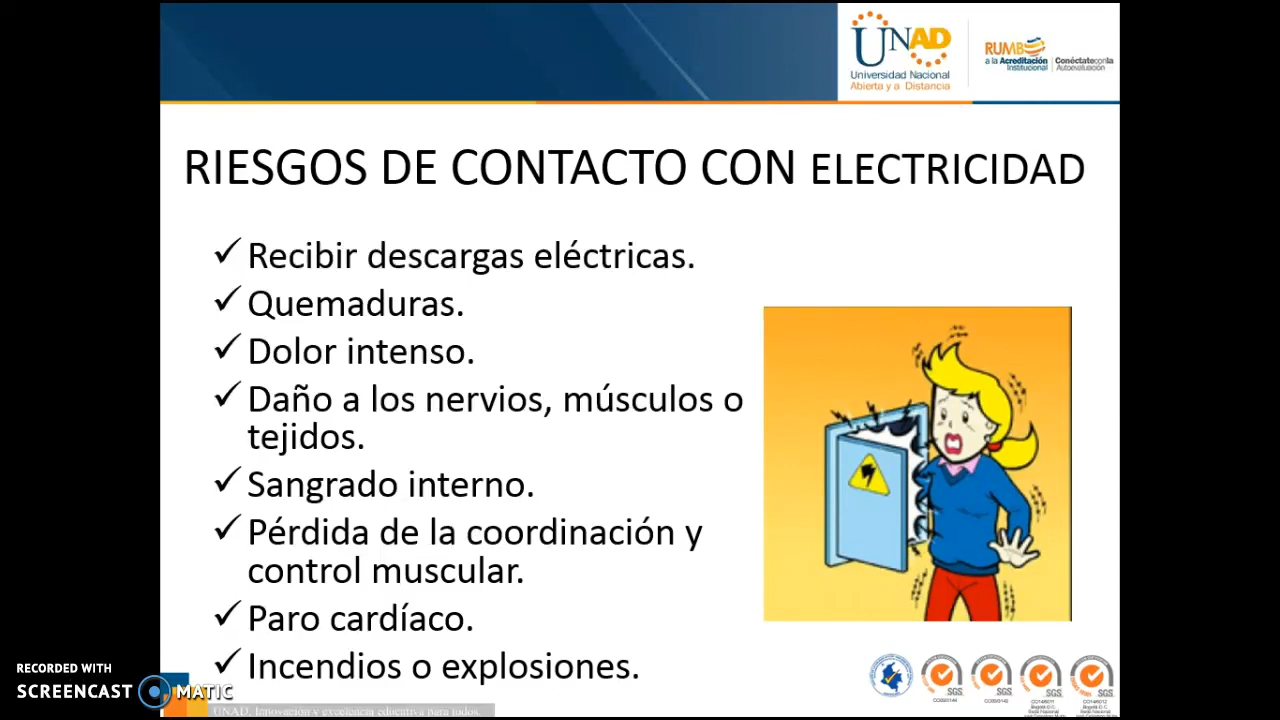 UNAD
Universidad Nacional
Abierta y a Distancia
RUMBO
a la Acreditación
Institucional
Conéctate con la
Autoevaluación
RIESGOS DE CONTACTO CON ELECTRICIDAD
✓ Recibir descargas eléctricas.
✓ Quemaduras.
✓ Dolor intenso.
✓ Daño a los nervios, músculos o
tejidos.
✓ Sangrado interno.
✓ Pérdida de la coordinación y
control muscular.
✓ Paro cardíaco.
✓ Incendios o explosiones.
RECORDED WITH
SCREENCAST MATIC
UNAD, Innovación y excelencia educativa para todos.
SGS
SGS
SGS
SGS